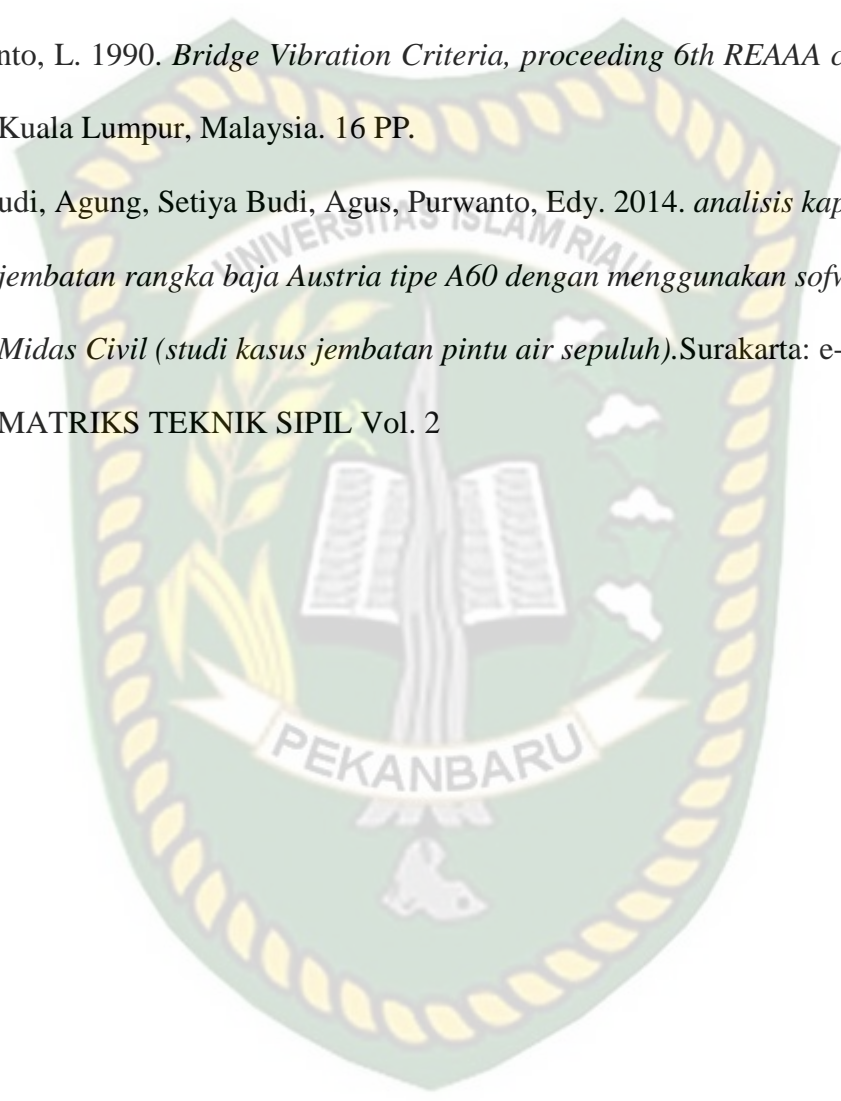 nto, L. 1990. Bridge Vibration Criteria, proceeding 6th REAAA c
Kuala Lumpur, Malaysia. 16 PP.
udi, Agung, Setiya Budi, Agus, Purwanto, Edy. 2014. analisis kap
jembatan rangka baja Austria tipe A60 dengan menggunakan sofw
Midas Civil (studi kasus jembatan pintu air sepuluh).Surakarta: e-
MATRIKS TEKNIK SIPIL Vol. 2
UNIVERSITAS ISLAM RIAU
PEKANBARU